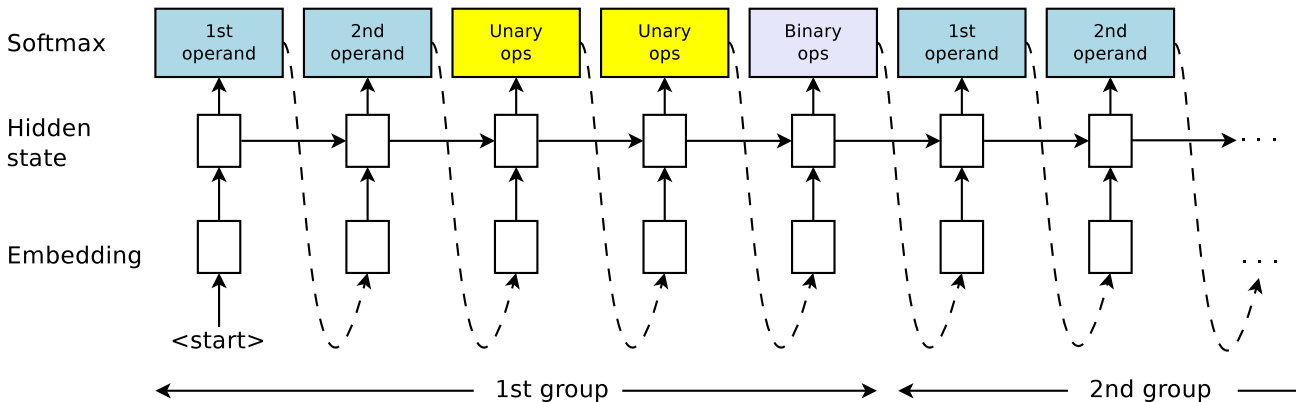 Softmax
1st
operand
2nd
operand
Unary
ops
Unary
ops
Binary
ops
1st
operand
2nd
operand
Hidden
state
. . .
Embedding
. . .
<start>
1st group
2nd group